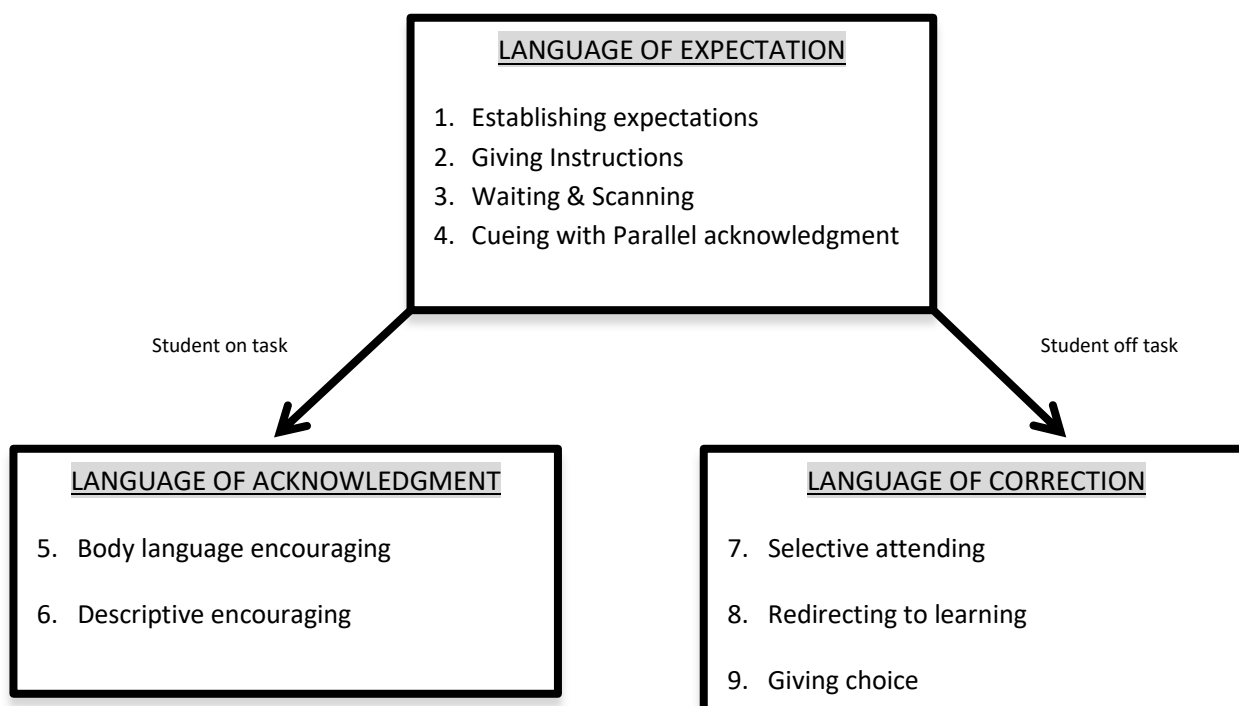 LANGUAGE OF EXPECTATION
1. Establishing expectations
2. Giving Instructions
3. Waiting & Scanning
4. Cueing with Parallel acknowledgment
Student on task
Student off task
LANGUAGE OF ACKNOWLEDGMENT
5. Body language encouraging
6. Descriptive encouraging
LANGUAGE OF CORRECTION
7. Selective attending
8. Redirecting to learning
9. Giving choice